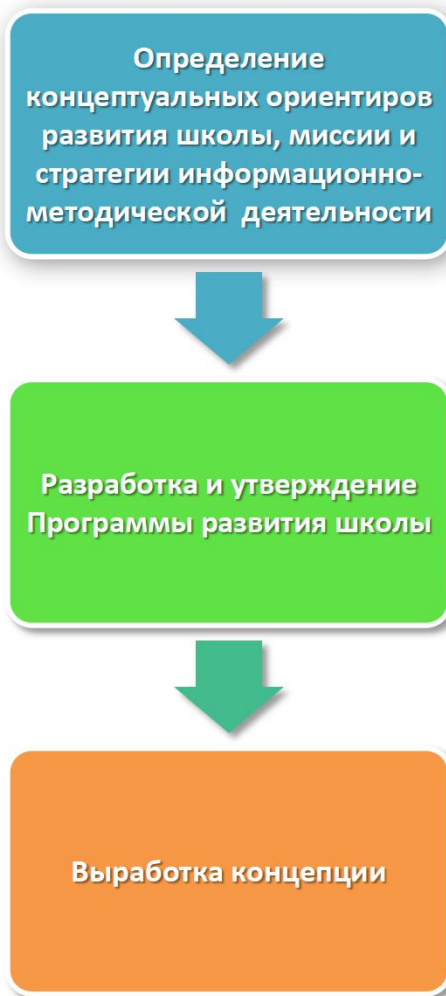 Определение
концептуальных ориентиров
развития школы, миссии и
стратегии информационно-
методической деятельности
Разработка и утверждение
Программы развития школы
Выработка концепции